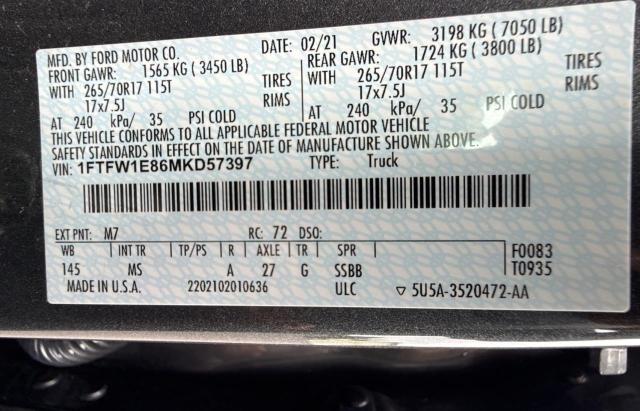 MFD. BY FORD MOTOR CO. DATE: 02/21 GVWR: 3198 KG ( 7050 LB)
FRONT GAWR: 1565 KG ( 3450 LB) REAR GAWR: 1724 KG ( 3800 LB)
WITH 265/70R17 115T TIRES WITH 265/70R17 115T TIRES
17x7.5J RIMS 17x7.5J RIMS
AT 240 kPa/ 35 PSI COLD AT 240 kPa/ 35 PSI COLD
THIS VEHICLE CONFORMS TO ALL APPLICABLE FEDERAL MOTOR VEHICLE
SAFETY STANDARDS IN EFFECT ON THE DATE OF MANUFACTURE SHOWN ABOVE.
VIN: 1FTFW1E86MKD57397 TYPE: Truck
EXT PNT: M7 RC: 72 DSO:
WB INT TR TP/PS R AXLE TR SPR F0083
145 MS A 27 G SSBB T0935
MADE IN U.S.A. 2202102010636 ULC ▽ 5U5A-3520472-AA